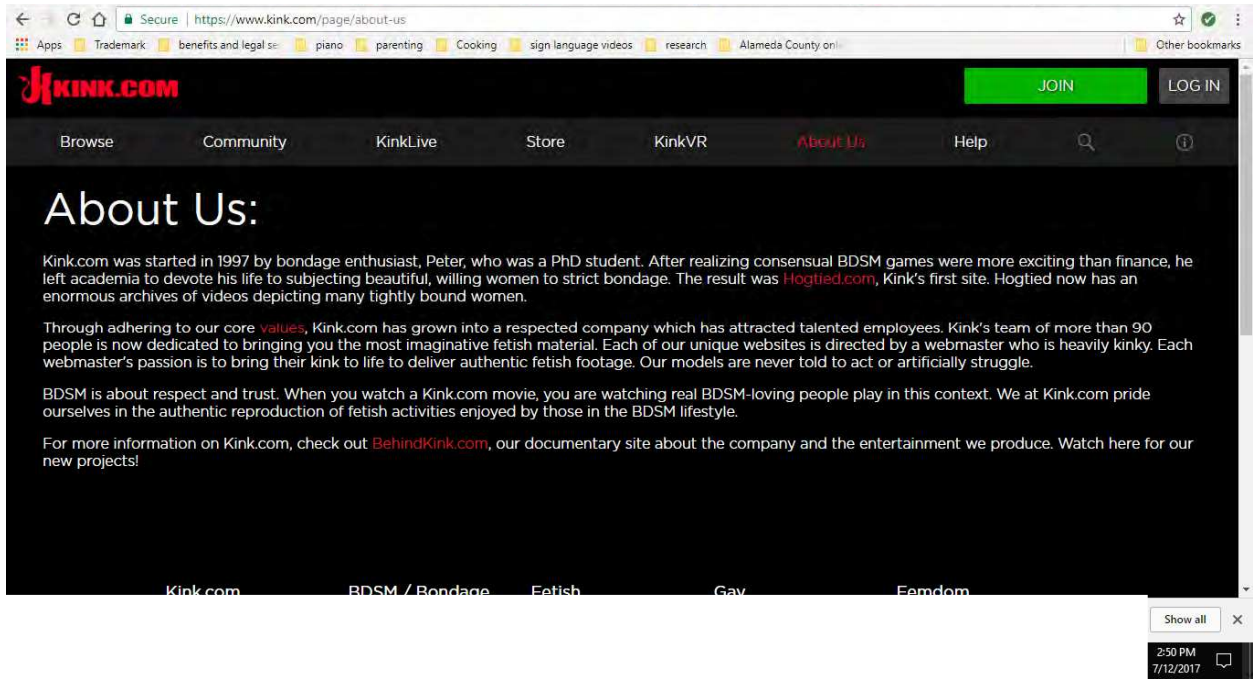 Secure | https://www.kink.com/page/about-us
Apps Trademark benefits and legal se piano parenting Cooking sign language videos research Alameda County onli Other bookmarks
KINK.COM JOIN LOG IN
Browse Community KinkLive Store KinkVR About Us Help
About Us:
Kink.com was started in 1997 by bondage enthusiast, Peter, who was a PhD student. After realizing consensual BDSM games were more exciting than finance, he
left academia to devote his life to subjecting beautiful, willing women to strict bondage. The result was Hogtied.com, Kink's first site. Hogtied now has an
enormous archives of videos depicting many tightly bound women.
Through adhering to our core values, Kink.com has grown into a respected company which has attracted talented employees. Kink's team of more than 90
people is now dedicated to bringing you the most imaginative fetish material. Each of our unique websites is directed by a webmaster who is heavily kinky. Each
webmaster's passion is to bring their kink to life to deliver authentic fetish footage. Our models are never told to act or artificially struggle.
BDSM is about respect and trust. When you watch a Kink.com movie, you are watching real BDSM-loving people play in this context. We at Kink.com pride
ourselves in the authentic reproduction of fetish activities enjoyed by those in the BDSM lifestyle.
For more information on Kink.com, check out BehindKink.com, our documentary site about the company and the entertainment we produce. Watch here for our
new projects!
Kink.com BDSM / Bondage Fetish Gay Femdom
Show all
2:50 PM
7/12/2017